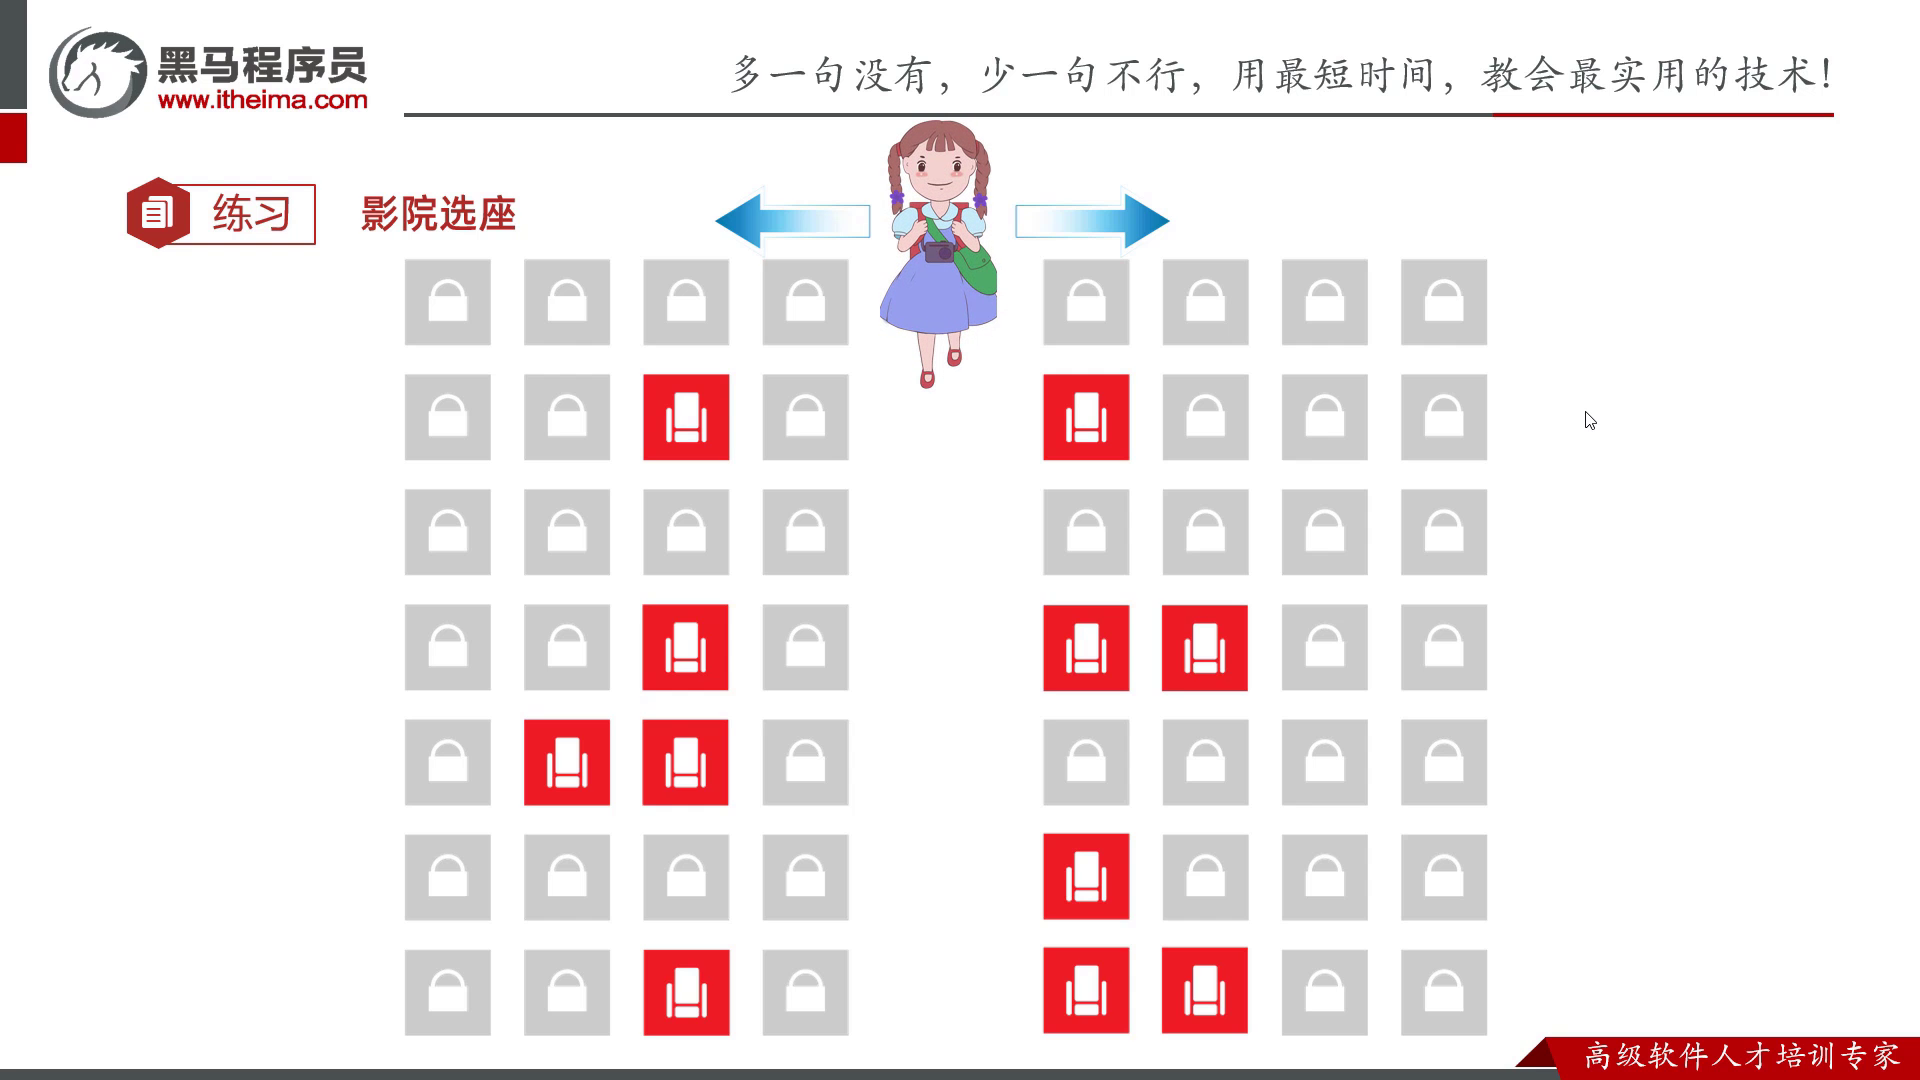 黑马程序员
www.itheima.com
多一句没有，少一句不行，用最短时间，教会最实用的技术！
练习
影院选座
高级软件人才培训专家